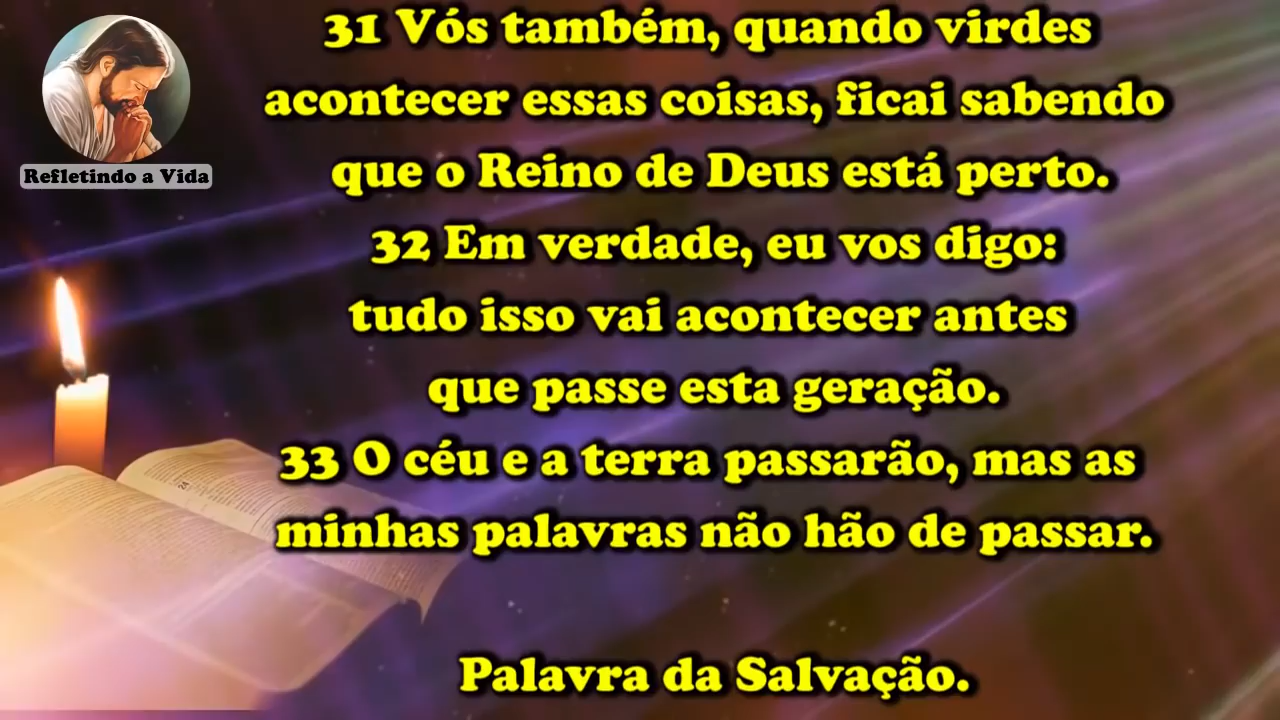 Refletindo a Vida
31 Vós também, quando virdes
acontecer essas coisas, ficai sabendo
que o Reino de Deus está perto.
32 Em verdade, eu vos digo:
tudo isso vai acontecer antes
que passe esta geração.
33 O céu e a terra passarão, mas as
minhas palavras não hão de passar.
Palavra da Salvação.